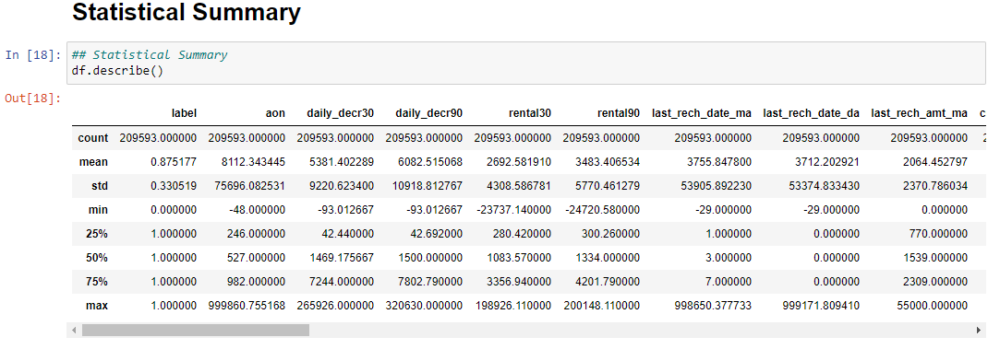 Statistical Summary
In [18]: ## Statistical Summary
df.describe()
Out[18]:
label aon daily_decr30 daily_decr90 rental30 rental90 last_rech_date_ma last_rech_date_da last_rech_amt_ma c
count 209593.000000 209593.000000 209593.000000 209593.000000 209593.000000 209593.000000 209593.000000 209593.000000 209593.000000 2
mean 0.875177 8112.343445 5381.402289 6082.515068 2692.581910 3483.406534 3755.847800 3712.202921 2064.452797
std 0.330519 75696.082531 9220.623400 10918.812767 4308.586781 5770.461279 53905.892230 53374.833430 2370.786034
min 0.000000 -48.000000 -93.012667 -93.012667 -23737.140000 -24720.580000 -29.000000 -29.000000 0.000000
25% 1.000000 246.000000 42.440000 42.692000 280.420000 300.260000 1.000000 0.000000 770.000000
50% 1.000000 527.000000 1469.175667 1500.000000 1083.570000 1334.000000 3.000000 0.000000 1539.000000
75% 1.000000 982.000000 7244.000000 7802.790000 3356.940000 4201.790000 7.000000 0.000000 2309.000000
max 1.000000 999860.755168 265926.000000 320630.000000 198926.110000 200148.110000 998650.377733 999171.809410 55000.000000